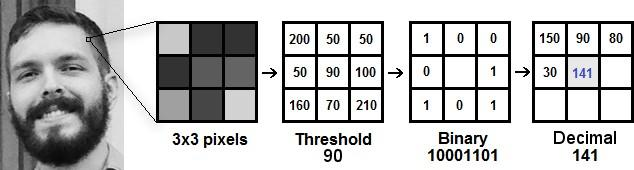 200 50 50
50 90 100
160 70 210
1 0 0
0 1
1 0 1
150 90 80
30 141
3x3 pixels
Threshold
90
Binary
10001101
Decimal
141